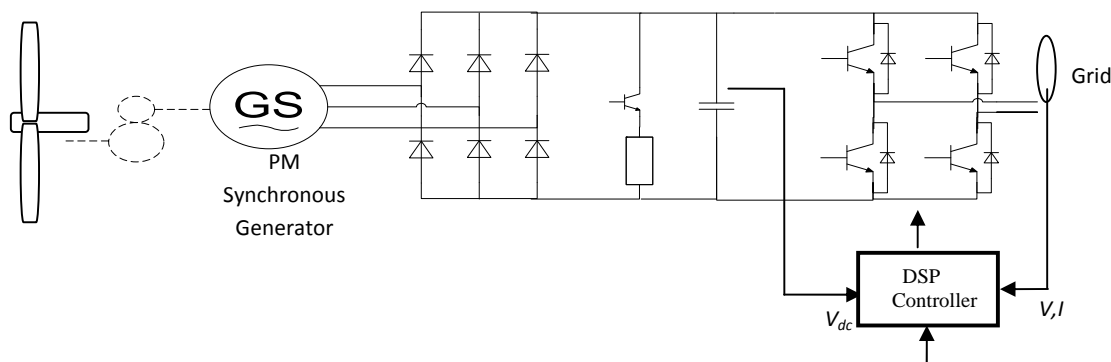 GS
PM
Synchronous
Generator
Grid
DSP
Controller
Vdc
V,I